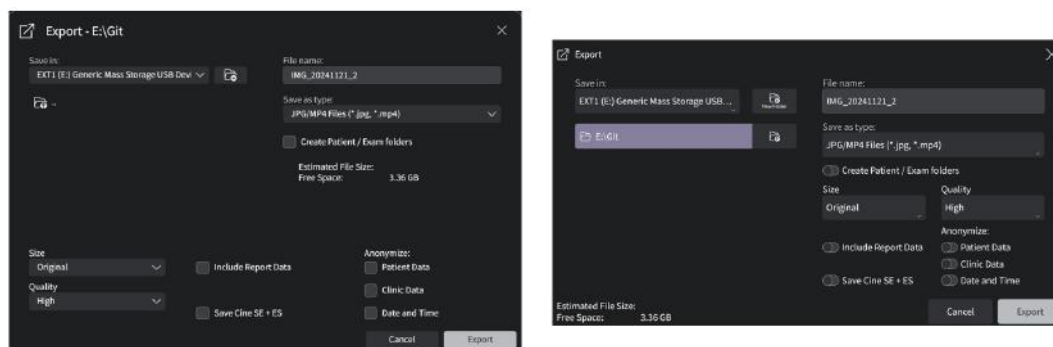 Export - E:\Git
Save in:
EXT1 (E:) Generic Mass Storage USB Devi
..
File name:
IMG_20241121_2
Save as type:
JPG/MP4 Files (*.jpg, *.mp4)
Create Patient / Exam folders
Estimated File Size:
Free Space: 3.36 GB
Size
Original
Quality
High
Include Report Data
Save Cine SE + ES
Anonymize:
Patient Data
Clinic Data
Date and Time
Cancel
Export
Export
Save in:
EXT1 (E:) Generic Mass Storage USB...
New Folder
E:\Git
File name:
IMG_20241121_2
Save as type:
JPG/MP4 Files (*.jpg, *.mp4)
Create Patient / Exam folders
Size
Original
Quality
High
Include Report Data
Save Cine SE + ES
Anonymize:
Patient Data
Clinic Data
Date and Time
Estimated File Size:
Free Space: 3.36 GB
Cancel
Export